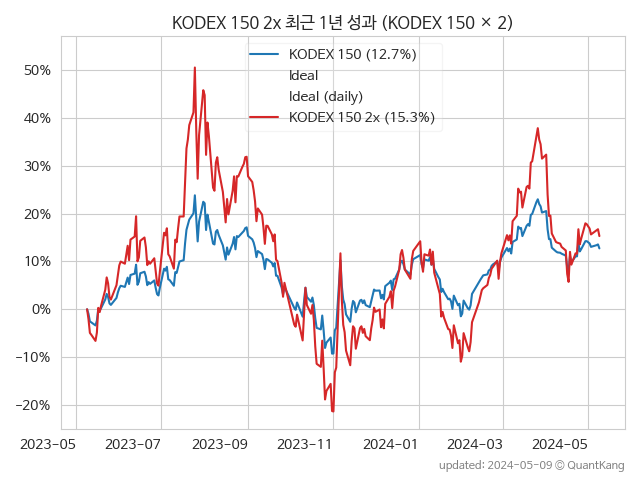 KODEX 150 2x 최근 1년 성과 (KODEX 150 × 2)
KODEX 150 (12.7%)
Ideal
Ideal (daily)
KODEX 150 2x (15.3%)
50%
40%
30%
20%
10%
0%
−10%
−20%
2023-05 2023-07 2023-09 2023-11 2024-01 2024-03 2024-05
updated: 2024-05-09 © QuantKang